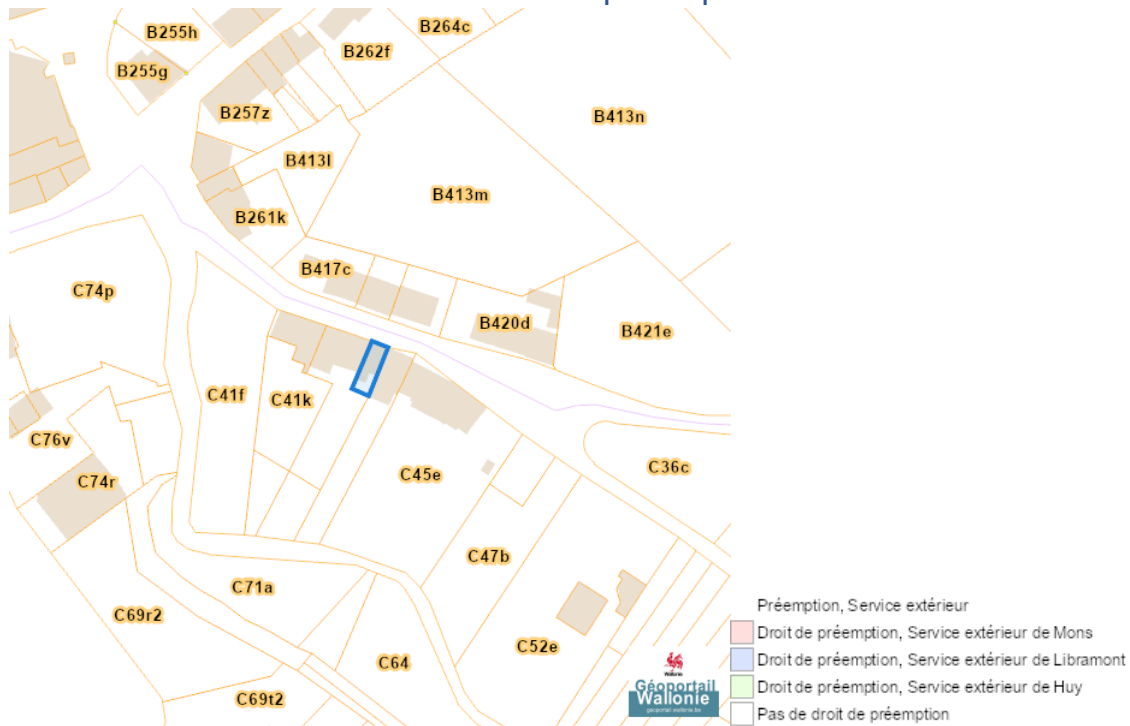 B255h
B264c
B262f
B255g
B257z
B413n
B413l
B413m
B261k
B417c
C74p
B420d
B421e
C41f
C41k
C76v
C36c
C74r
C45e
C47b
C71a
C69r2
C52e
C64
C69t2
Wallonie
Géoportail
Wallonie
geoportail.wallonie.be
Préemption, Service extérieur
Droit de préemption, Service extérieur de Mons
Droit de préemption, Service extérieur de Libramont
Droit de préemption, Service extérieur de Huy
Pas de droit de préemption